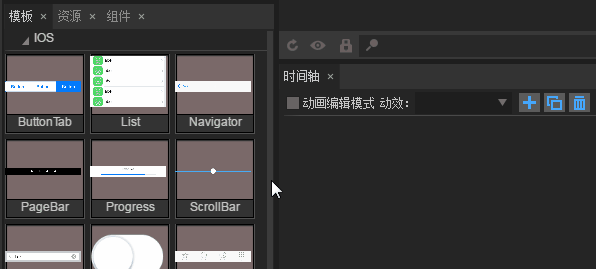 模板 × 资源 × 组件 ×
IOS
ButtonTab List Navigator
PageBar Progress ScrollBar
时间轴 ×
动画编辑模式 动效：